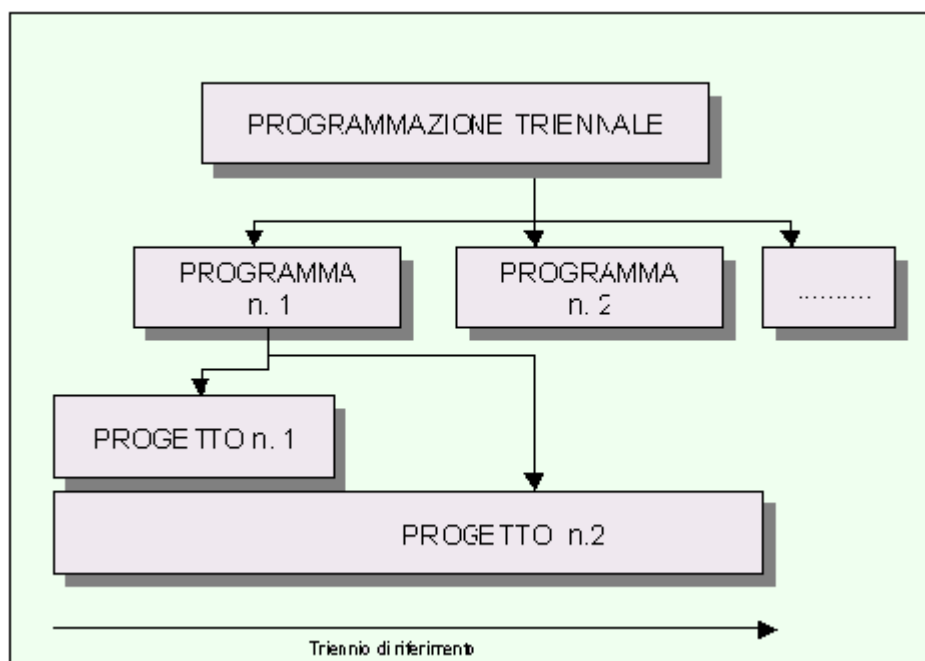 PROGRAMMAZIONE TRIENNALE
PROGRAMMA
n. 1
PROGRAMMA
n. 2
..........
PROGETTO n. 1
PROGETTO n.2
Triennio di riferimento